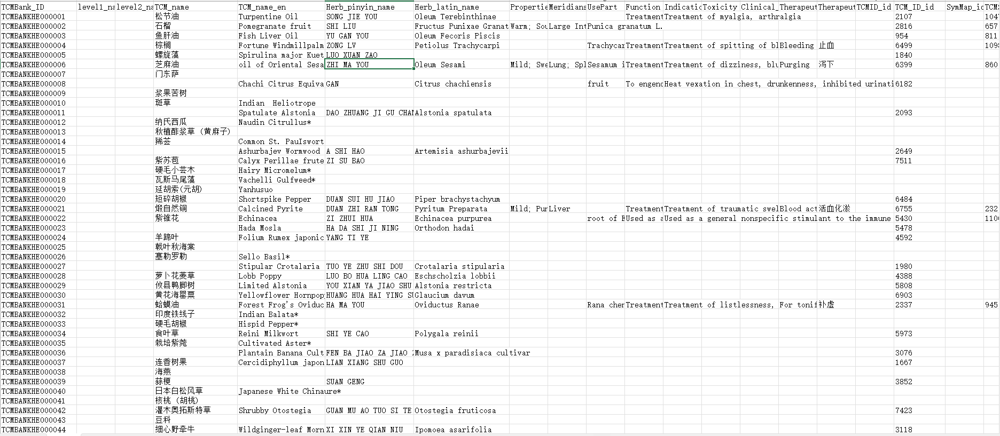 TCMBank_ID level1_na level2_na TCM_name TCM_name_en Herb_pinyin_name Herb_latin_name Propertie Meridians UsePart Function Indicatic Toxicity Clinical_ Therapeut Therapeut TCMID_id TCM_ID_id SymMap_id TCMS
TCMBANKHE000001 松节油 Turpentine Oil SONG JIE YOU Oleum Terebinthinae Treatment Treatment of myalgia, arthralgia 2107 104
TCMBANKHE000002 石榴 Pomegranate fruit SHI LIU Fructus Punixae Granat Warm; Sou Large Int Punica granatum L. 2816 657
TCMBANKHE000003 鱼肝油 Fish Liver Oil YU GAN YOU Oleum Fecoris Piscis 954 811
TCMBANKHE000004 棕榈 Fortune Windmillpalm ZONG LV Petiolus Trachycarpi Trachycar Treatment Treatment of spitting of bl Bleeding 止血 6499 109
TCMBANKHE000005 螺旋藻 Spirulina major Kuet LUO XUAN ZAO 1840
TCMBANKHE000006 芝麻油 oil of Oriental Sesa ZHI MA YOU Oleum Sesami Mild; Swe Lung; Spl Sesamum i Treatment Treatment of dizziness, blu Purging 泻下 6399 860
TCMBANKHE000007 门东萨
TCMBANKHE000008 Chachi Citrus Equiva GAN Citrus chachiensis fruit To engend Heat vexation in chest, drunkenness, inhibited urinati 6182
TCMBANKHE000009 浆果苦树
TCMBANKHE000010 斑草 Indian  Heliotrope
TCMBANKHE000011 Spatulate Alstonia DAO ZHUANG JI GU CHA Alstonia spatulata 2093
TCMBANKHE000012 纳氏西瓜 Naudin Citrullus*
TCMBANKHE000013 秋植酢浆草 (黄麻子)
TCMBANKHE000014 豨莶 Common St. PauIswort
TCMBANKHE000015 Ashurbajev Wormwood A SHI HAO Artemisia ashurbajevii 2649
TCMBANKHE000016 紫苏苞 Calyx Perillae frute ZI SU BAO 7511
TCMBANKHE000017 硬毛小芸木 Hairy Micromelum*
TCMBANKHE000018 瓦斯马尾藻 Vachelli Gulfweed*
TCMBANKHE000019 延胡索(元胡) Yanhusuo
TCMBANKHE000020 短碎胡椒 Shortspike Pepper DUAN SUI HU JIAO Piper brachystachyum 6484
TCMBANKHE000021 煅自然铜 Calcined Pyrite DUAN ZHI RAN TONG Pyritum Preparata Mild; Pun Liver Treatment Treatment of traumatic swel Blood act 活血化淤 6755 232
TCMBANKHE000022 紫锥花 Echinacea ZI ZHUI HUA Echinacea purpurea root of E Used as a Used as a general nonspecific stimulant to the immune 5430 110
TCMBANKHE000023 Hada Mosla HA DA SHI JI NING Orthodon hadai 5478
TCMBANKHE000024 羊蹄叶 Folium Rumex japonic YANG TI YE 4592
TCMBANKHE000025 戟叶秋海棠
TCMBANKHE000026 塞勒罗勒 Sello Basil*
TCMBANKHE000027 Stipular Crotalaria TUO YE ZHU SHI DOU Crotalaria stipularia 1980
TCMBANKHE000028 萝卜花菱草 Lobb Poppy LUO BO HUA LING CAO Eschscholzia lobbii 4388
TCMBANKHE000029 攸县鸭脚树 Limited Alstonia YOU XIAN YA JIAO SHU Alstonia restricta 5808
TCMBANKHE000030 黄花海罂粟 Yellowflower Hornpop HUANG HUA HAI YING SU Glaucium davum 6903
TCMBANKHE000031 蛤蟆油 Forest Frog's Oviduc HA MA YOU Oviductus Ranae Rana cher Treatment Treatment of listlessness, For tonif 补虚 2337 945
TCMBANKHE000032 印度铁线子 Indian Balata*
TCMBANKHE000033 硬毛胡椒 Hispid Pepper*
TCMBANKHE000034 食叶草 Reini Milkwort SHI YE CAO Polygala reinii 5973
TCMBANKHE000035 栽培紫菀 Cultivated Aster*
TCMBANKHE000036 Plantain Banana Cult FEN BA JIAO ZA JIAO Musa x paradisiaca cultivar 3076
TCMBANKHE000037 连香树果 Cercidiphyllum japon LIAN XIANG SHU GUO 1667
TCMBANKHE000038 海燕
TCMBANKHE000039 蒜梗 SUAN GENG 3852
TCMBANKHE000040 日本白松风草 Japanese White Chinaure*
TCMBANKHE000041 核桃 (胡桃)
TCMBANKHE000042 灌木奥拓斯特草 Shrubby Otostegia GUAN MU AO TUO SI TE Otostegia fruticosa 7423
TCMBANKHE000043 豆科
TCMBANKHE000044 细心野牵牛 Wildginger-leaf Morn XI XIN YE QIAN NIU Ipomoea asarifolia 3118